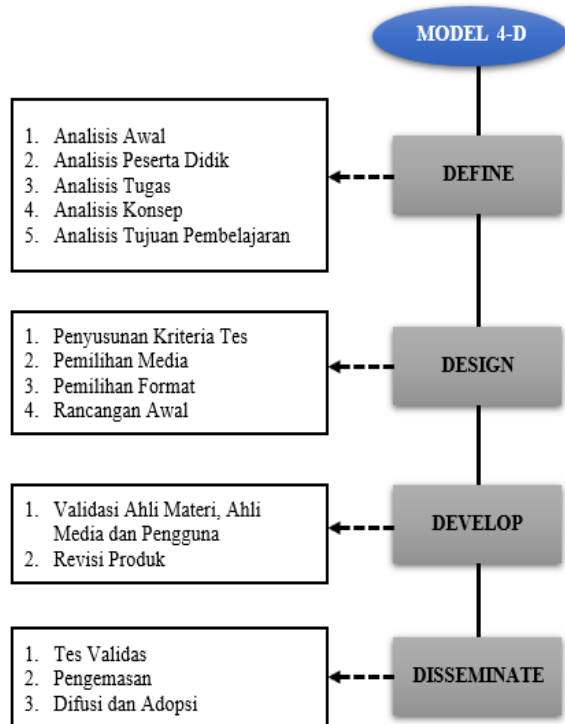 MODEL 4-D
1. Analisis Awal
2. Analisis Peserta Didik
3. Analisis Tugas
4. Analisis Konsep
5. Analisis Tujuan Pembelajaran
DEFINE
1. Penyusunan Kriteria Tes
2. Pemilihan Media
3. Pemilihan Format
4. Rancangan Awal
DESIGN
1. Validasi Ahli Materi, Ahli
Media dan Pengguna
2. Revisi Produk
DEVELOP
1. Tes Validas
2. Pengemasan
3. Difusi dan Adopsi
DISSEMINATE